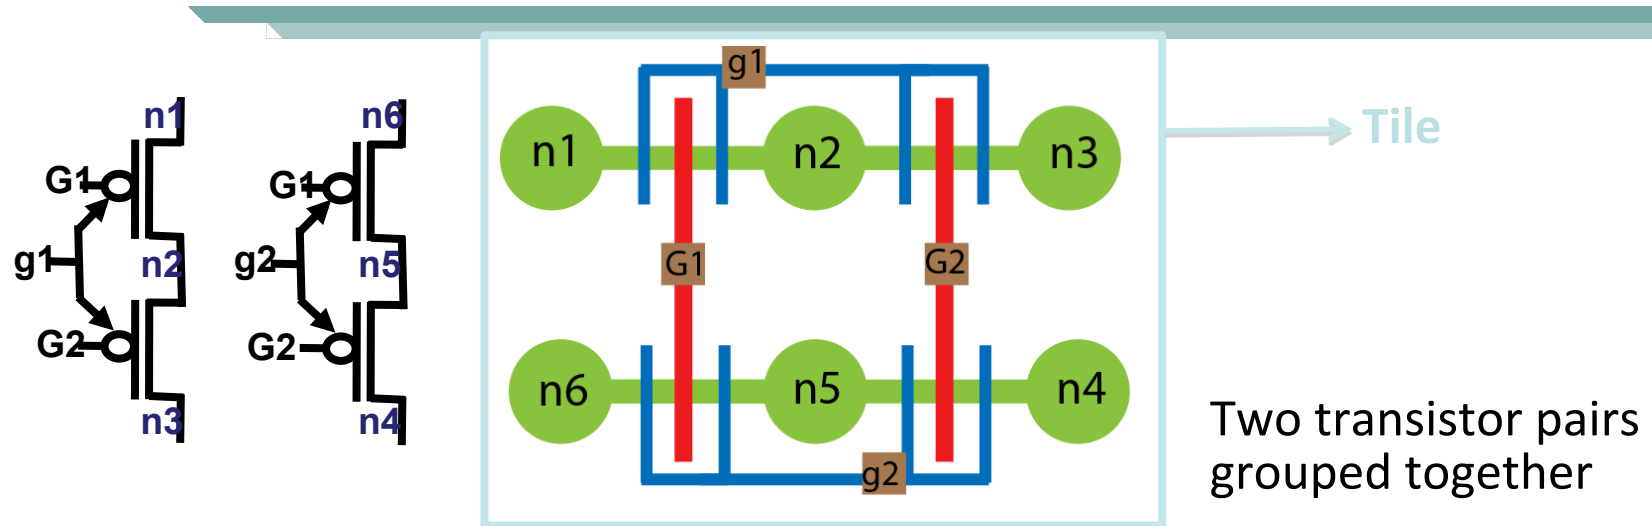 n1
G1
g1
n2
G2
n3
n6
G1
g2
n5
G2
n4
g1
n1
n2
n3
G1
G2
n6
n5
n4
g2
Tile
Two transistor pairs
grouped together